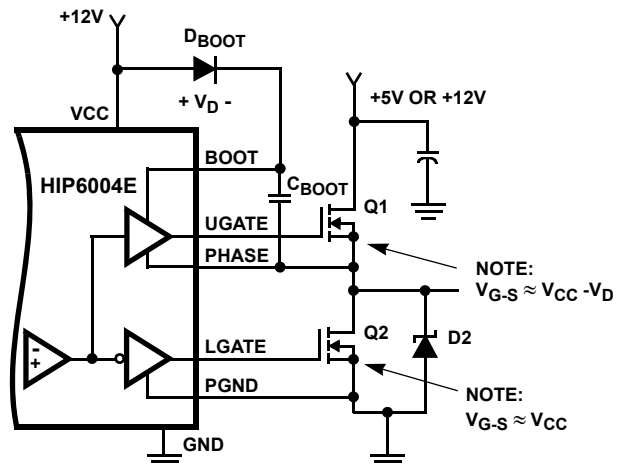 +12V
DBOOT
+ VD -
+5V OR +12V
VCC
BOOT
HIP6004E
CBOOT
Q1
UGATE
PHASE
NOTE:
VG-S ≈ VCC -VD
Q2
D2
- +
LGATE
PGND
NOTE:
VG-S ≈ VCC
GND